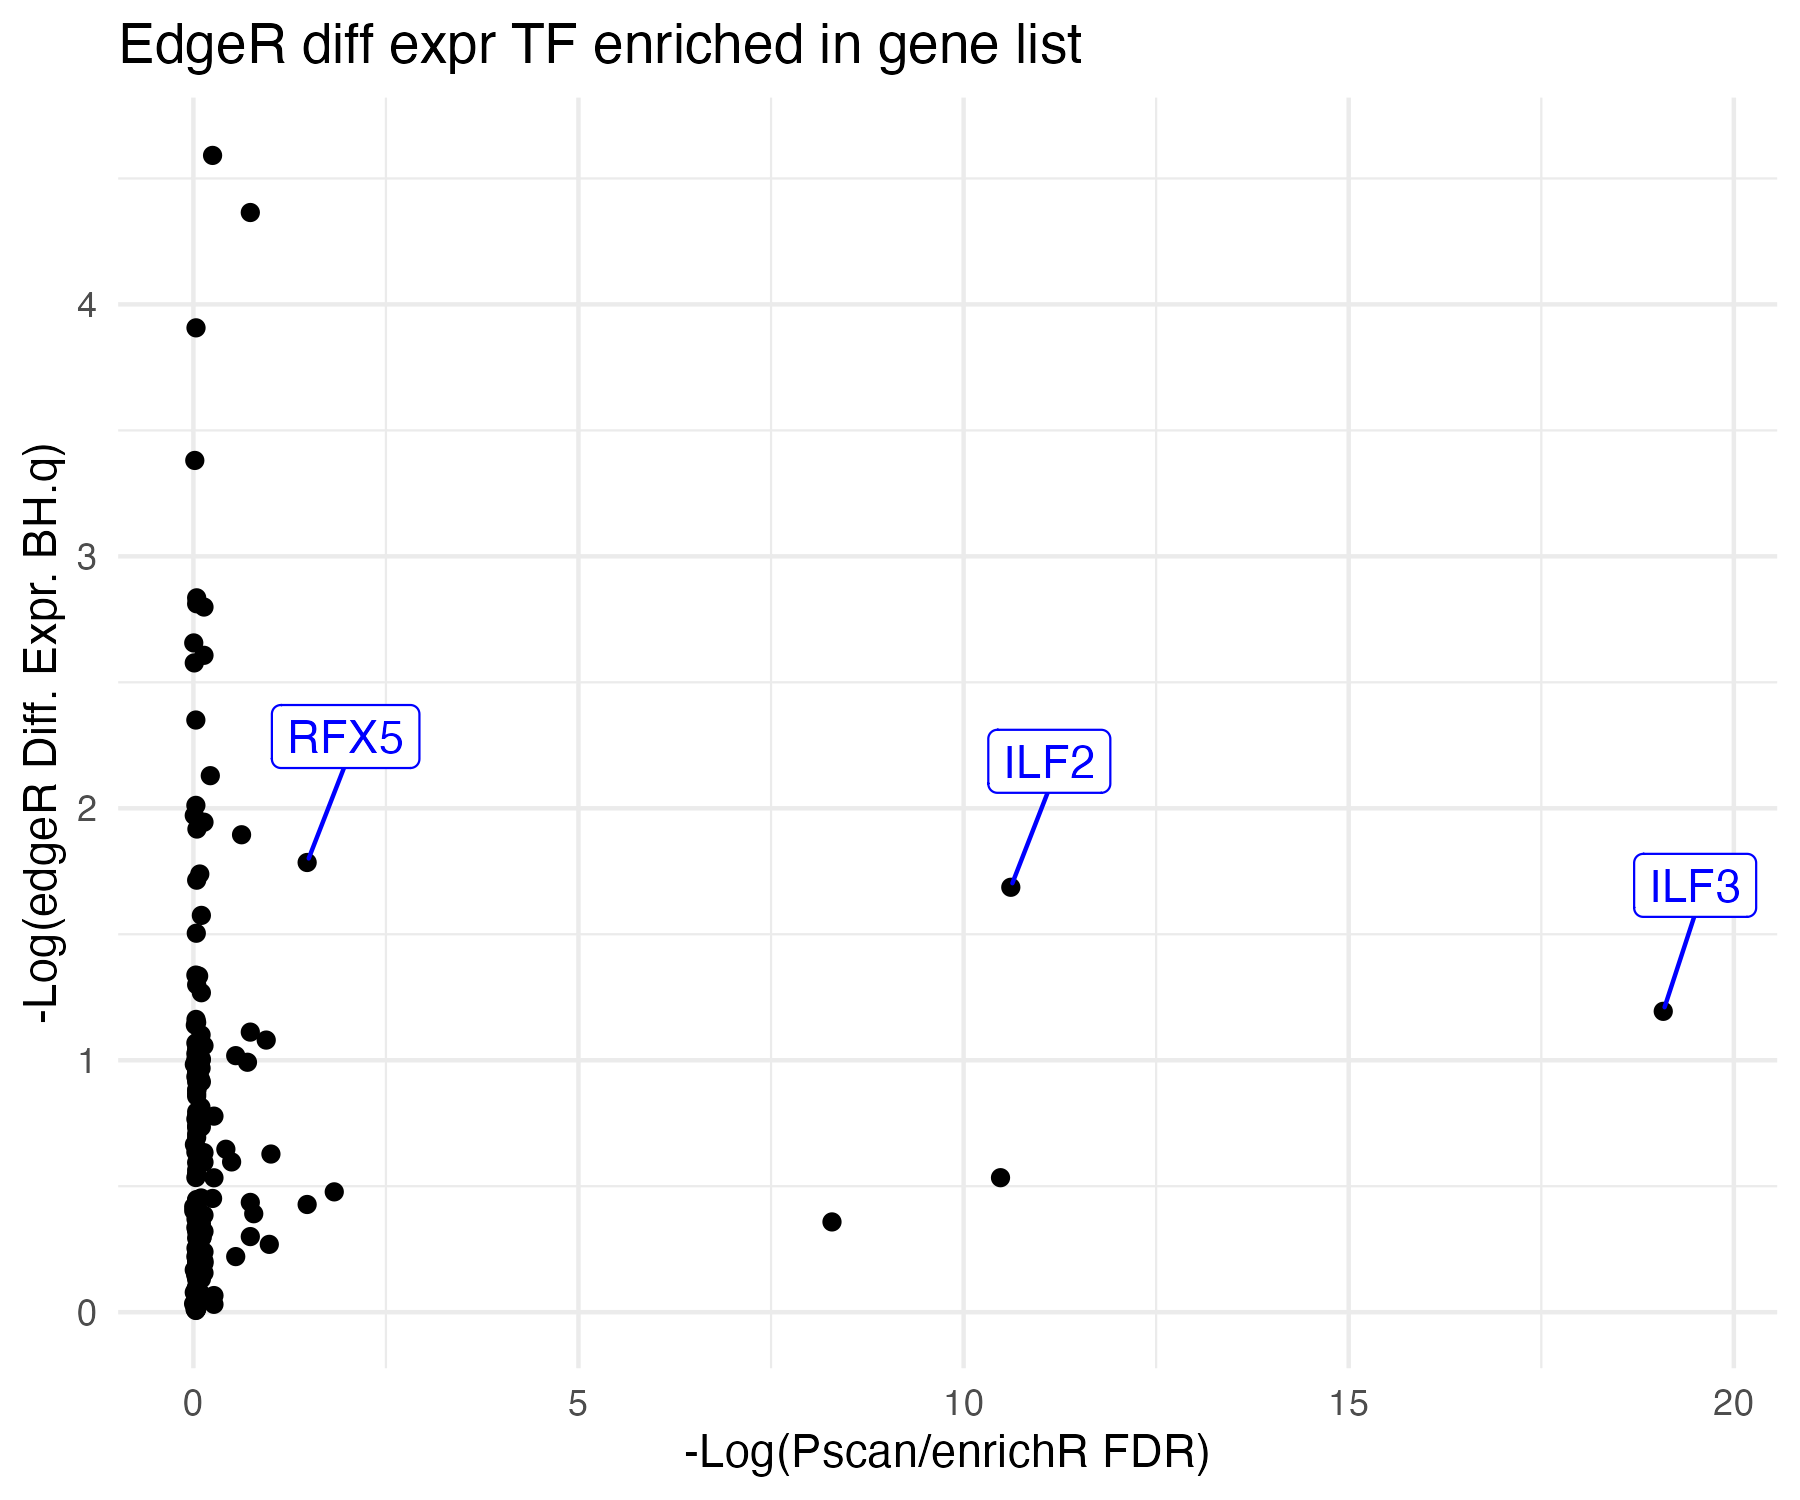 EdgeR diff expr TF enriched in gene list
-Log(edgeR Diff. Expr. BH.q)
4
3
2
1
0
RFX5
ILF2
ILF3
0 5 10 15 20
-Log(Pscan/enrichR FDR)